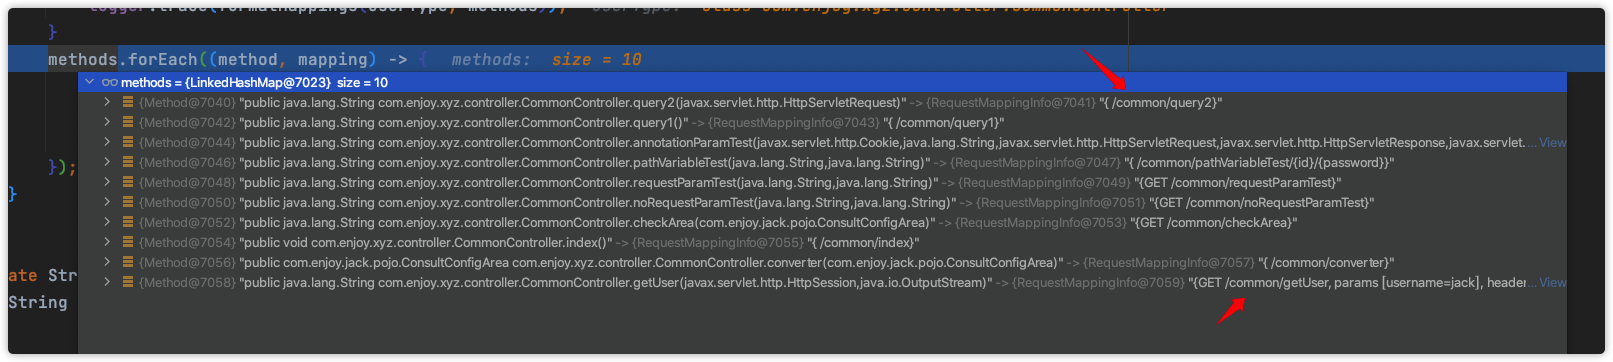 }
methods.forEach((method, mapping) -> {   methods:  size = 10
methods = {LinkedHashMap@7023}  size = 10
{Method@7040} "public java.lang.String com.enjoy.xyz.controller.CommonController.query2(javax.servlet.http.HttpServletRequest)" -> {RequestMappingInfo@7041} "{ /common/query2}"
{Method@7042} "public java.lang.String com.enjoy.xyz.controller.CommonController.query1()" -> {RequestMappingInfo@7043} "{ /common/query1}"
{Method@7044} "public java.lang.String com.enjoy.xyz.controller.CommonController.annotationParamTest(javax.servlet.http.Cookie,java.lang.String,javax.servlet.http.HttpServletRequest,javax.servlet.http.HttpServletResponse,javax.servlet. ... View
{Method@7046} "public java.lang.String com.enjoy.xyz.controller.CommonController.pathVariableTest(java.lang.String,java.lang.String)" -> {RequestMappingInfo@7047} "{ /common/pathVariableTest/{id}/{password}}"
});
{Method@7048} "public java.lang.String com.enjoy.xyz.controller.CommonController.requestParamTest(java.lang.String,java.lang.String)" -> {RequestMappingInfo@7049} "{GET /common/requestParamTest}"
}
{Method@7050} "public java.lang.String com.enjoy.xyz.controller.CommonController.noRequestParamTest(java.lang.String,java.lang.String)" -> {RequestMappingInfo@7051} "{GET /common/noRequestParamTest}"
{Method@7052} "public java.lang.String com.enjoy.xyz.controller.CommonController.checkArea(com.enjoy.jack.pojo.ConsultConfigArea)" -> {RequestMappingInfo@7053} "{GET /common/checkArea}"
{Method@7054} "public void com.enjoy.xyz.controller.CommonController.index()" -> {RequestMappingInfo@7055} "{ /common/index}"
{Method@7056} "public com.enjoy.jack.pojo.ConsultConfigArea com.enjoy.xyz.controller.CommonController.converter(com.enjoy.jack.pojo.ConsultConfigArea)" -> {RequestMappingInfo@7057} "{ /common/converter}"
ate Str
{Method@7058} "public java.lang.String com.enjoy.xyz.controller.CommonController.getUser(javax.servlet.http.HttpSession,java.io.OutputStream)" -> {RequestMappingInfo@7059} "{GET /common/getUser, params [username=jack], header ... View
String